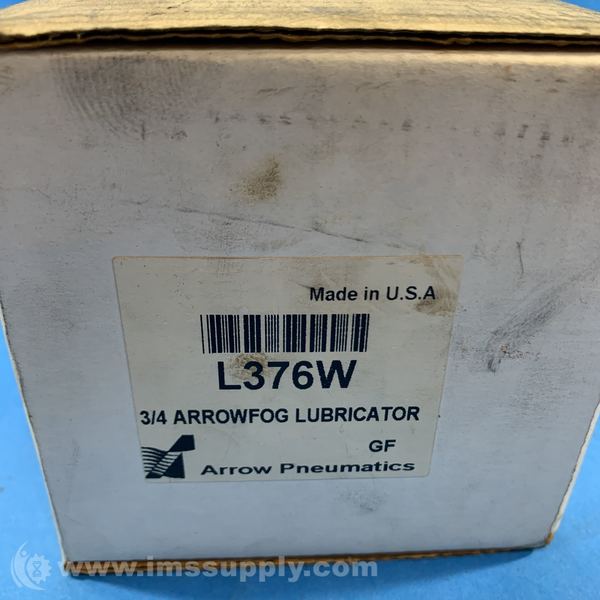 Made in U.S.A
L376W
3/4 ARROWFOG LUBRICATOR
GF
Arrow Pneumatics
www.imssupply.com